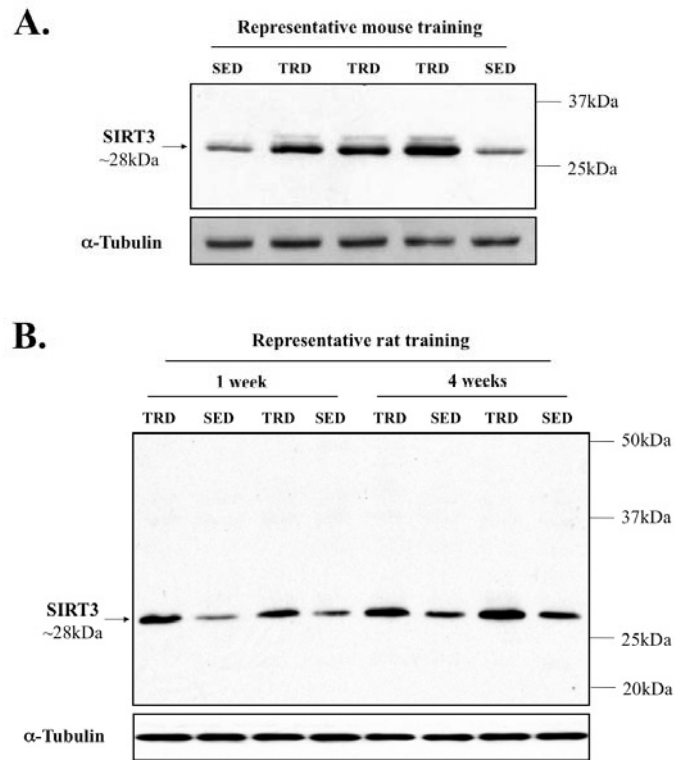 A.
Representative mouse training
SED TRD TRD TRD SED
37kDa
SIRT3
~28kDa
25kDa
α-Tubulin
B.
Representative rat training
1 week 4 weeks
TRD SED TRD SED TRD SED TRD SED
50kDa
37kDa
SIRT3
~28kDa
25kDa
20kDa
α-Tubulin